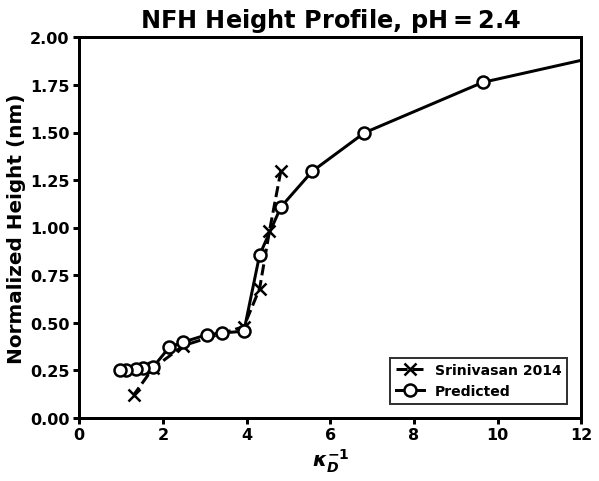 NFH Height Profile, pH = 2.4
Normalized Height (nm)
2.00
1.75
1.50
1.25
1.00
0.75
0.50
0.25
0.00
0 2 4 6 8 10 12
κ_D^{-1}
Srinivasan 2014
Predicted